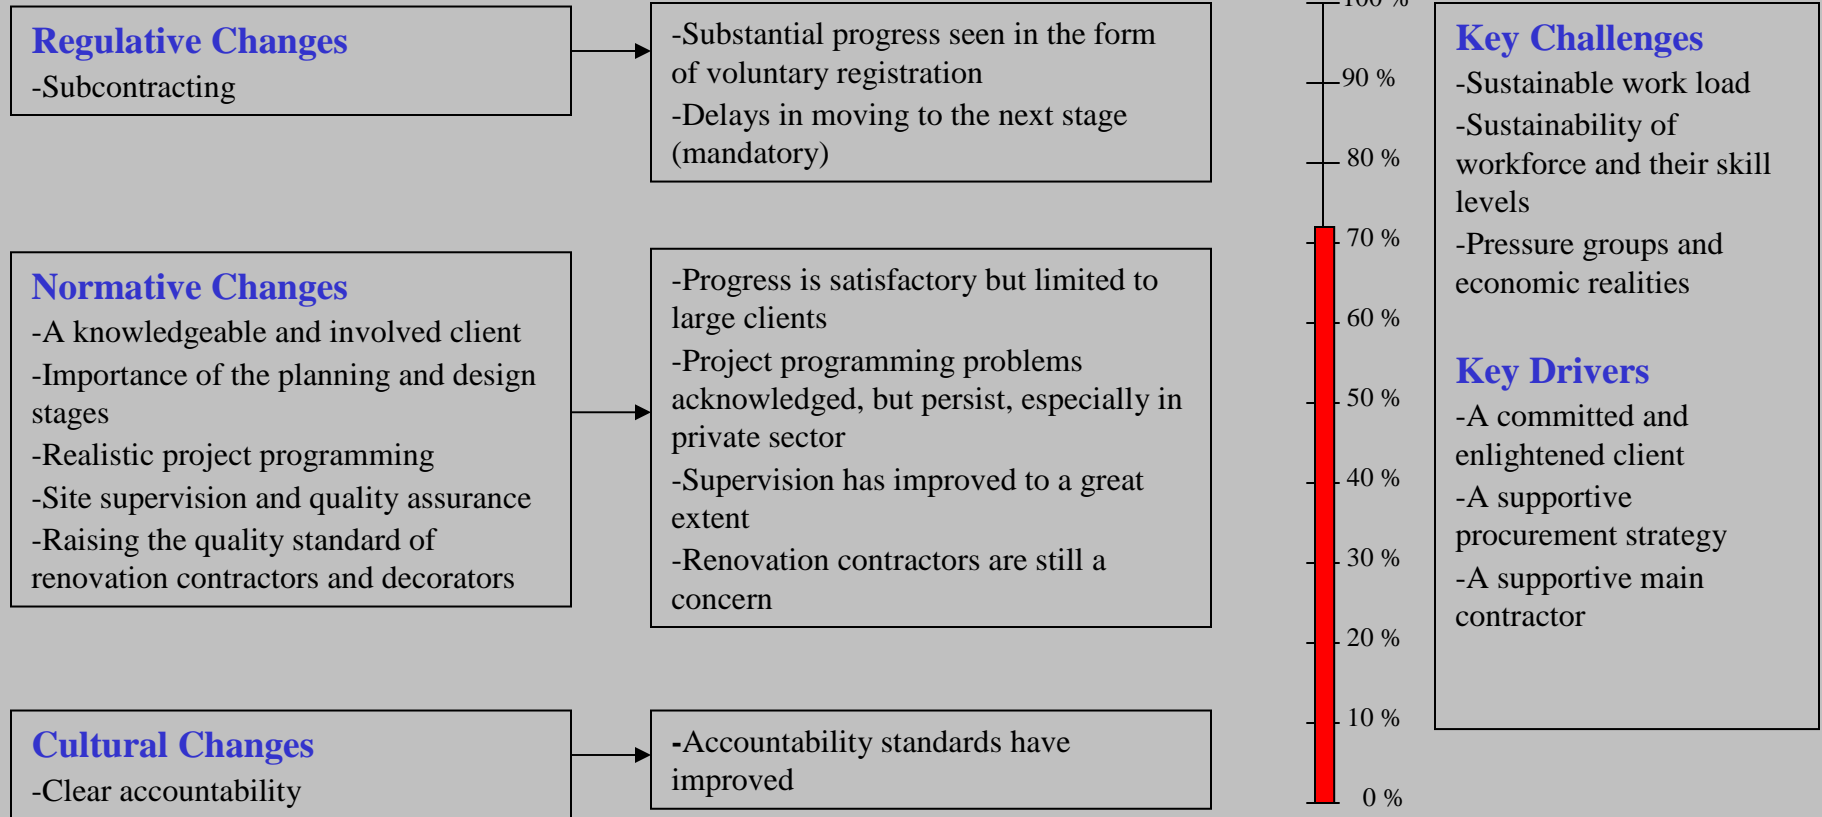 Regulative Changes
-Subcontracting
-Substantial progress seen in the form
of voluntary registration
-Delays in moving to the next stage
(mandatory)
Normative Changes
-A knowledgeable and involved client
-Importance of the planning and design
stages
-Realistic project programming
-Site supervision and quality assurance
-Raising the quality standard of
renovation contractors and decorators
-Progress is satisfactory but limited to
large clients
-Project programming problems
acknowledged, but persist, especially in
private sector
-Supervision has improved to a great
extent
-Renovation contractors are still a
concern
Cultural Changes
-Clear accountability
-Accountability standards have
improved
100 %
90 %
80 %
70 %
60 %
50 %
40 %
30 %
20 %
10 %
0 %
Key Challenges
-Sustainable work load
-Sustainability of
workforce and their skill
levels
-Pressure groups and
economic realities
Key Drivers
-A committed and
enlightened client
-A supportive
procurement strategy
-A supportive main
contractor